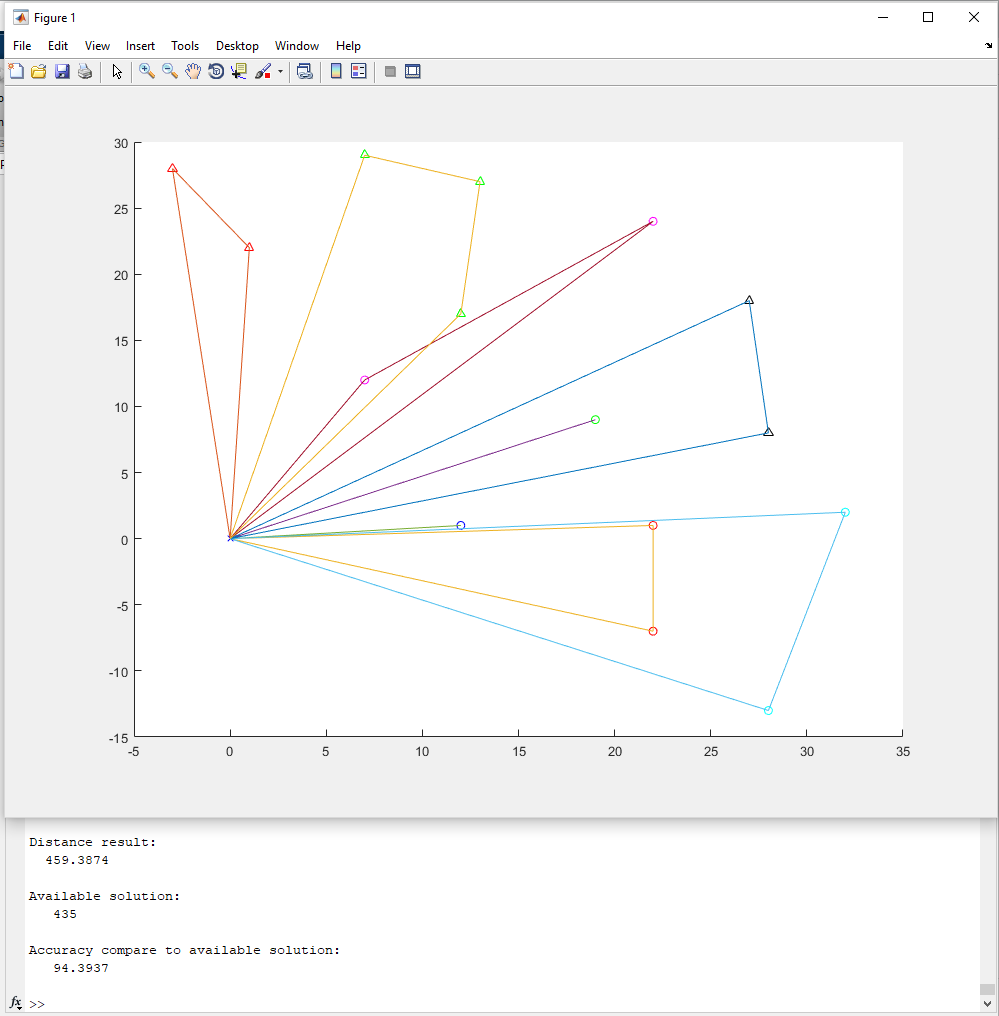 Figure 1
File Edit View Insert Tools Desktop Window Help
30
25
20
15
10
5
0
-5
-10
-15
-5 0 5 10 15 20 25 30 35
Distance result:
459.3874
Available solution:
435
Accuracy compare to available solution:
94.3937
fx >>